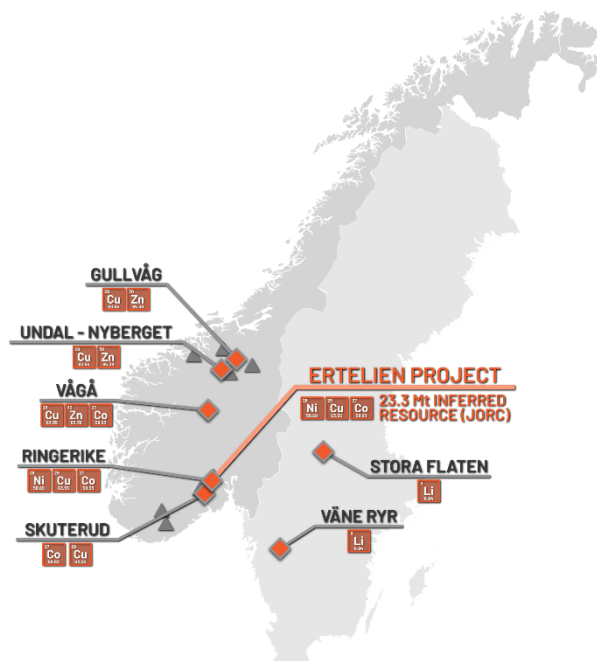 GULLVÅG
Cu Zn
UNDAL - NYBERGET
Cu Zn
VÅGÅ
Cu Zn Co
ERTELIEN PROJECT
Ni Cu Co
23.3 Mt INFERRED
RESOURCE (JORC)
RINGERIKE
Ni Cu Co
STORA FLATEN
Li
SKUTERUD
Co Cu
VÄNE RYR
Li